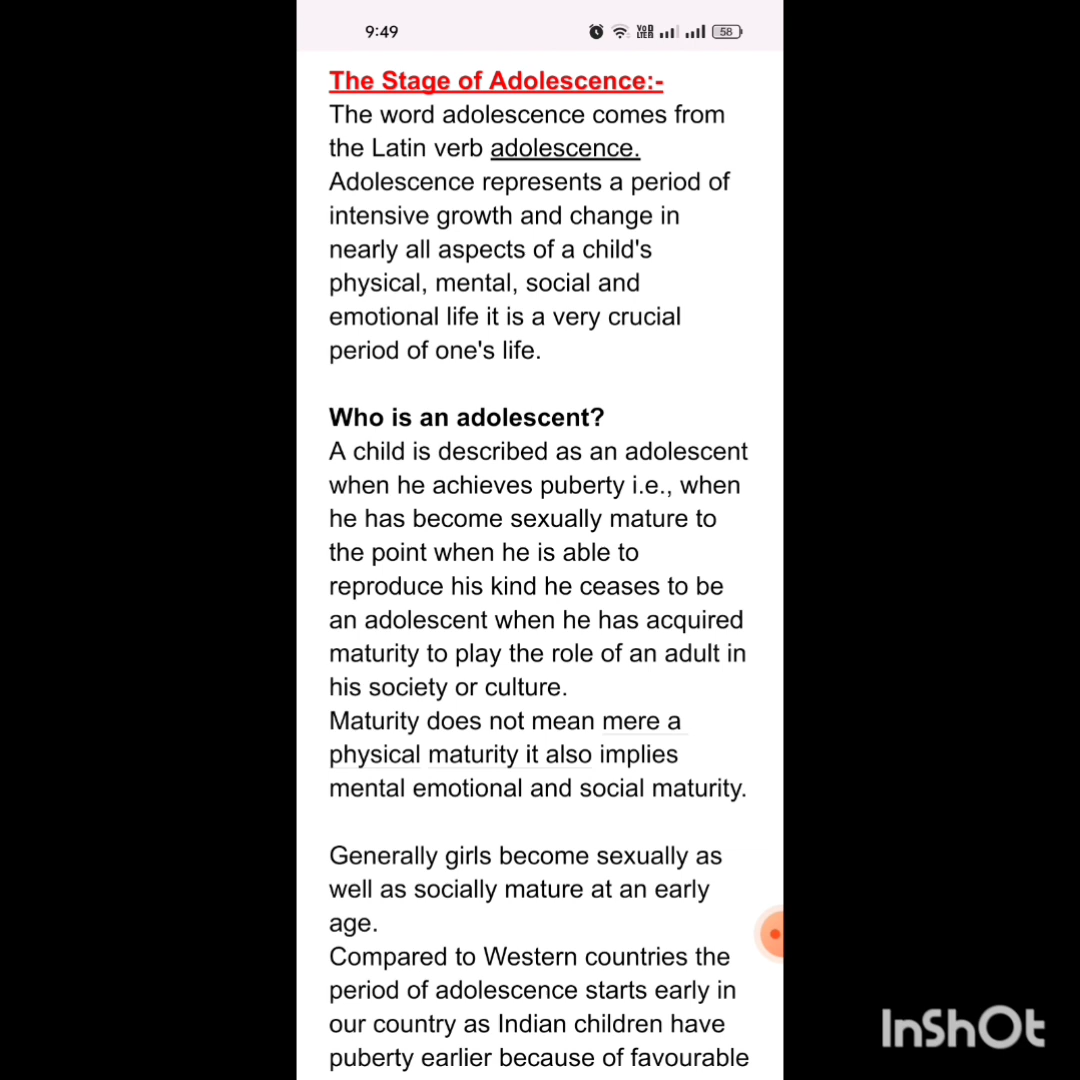 9:49
58
The Stage of Adolescence:-
The word adolescence comes from
the Latin verb adolescence.
Adolescence represents a period of
intensive growth and change in
nearly all aspects of a child's
physical, mental, social and
emotional life it is a very crucial
period of one's life.
Who is an adolescent?
A child is described as an adolescent
when he achieves puberty i.e., when
he has become sexually mature to
the point when he is able to
reproduce his kind he ceases to be
an adolescent when he has acquired
maturity to play the role of an adult in
his society or culture.
Maturity does not mean mere a
physical maturity it also implies
mental emotional and social maturity.
Generally girls become sexually as
well as socially mature at an early
age.
Compared to Western countries the
period of adolescence starts early in
our country as Indian children have
puberty earlier because of favourable
InShOt